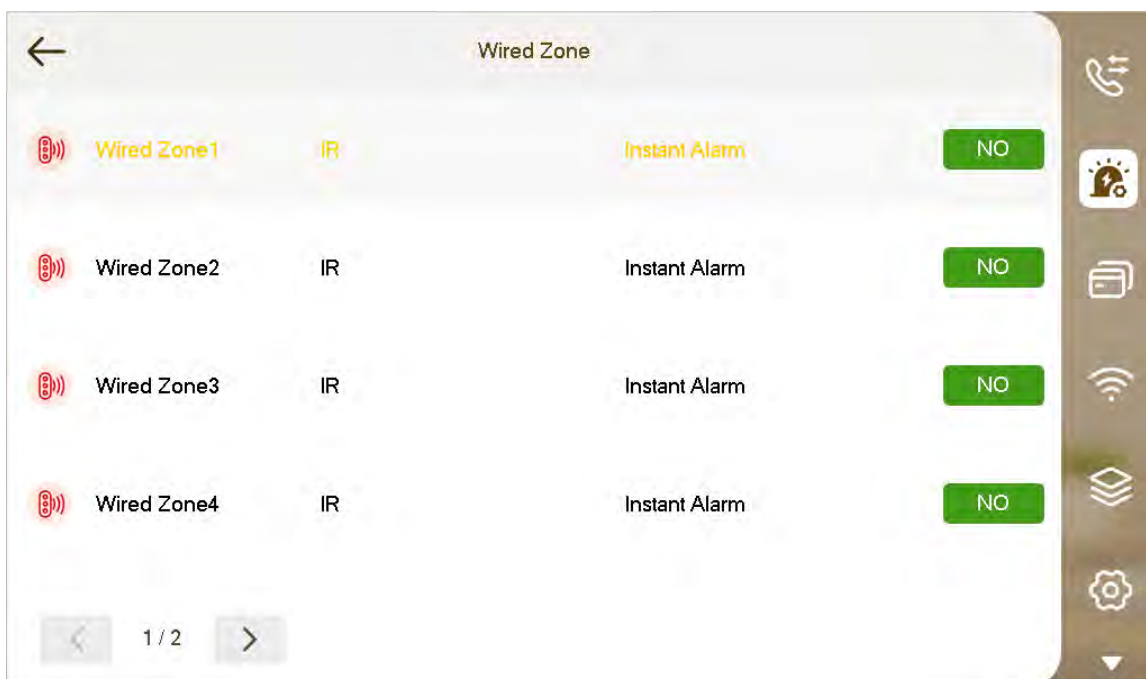 Wired Zone
Wired Zone1 IR Instant Alarm NO
Wired Zone2 IR Instant Alarm NO
Wired Zone3 IR Instant Alarm NO
Wired Zone4 IR Instant Alarm NO
1 / 2